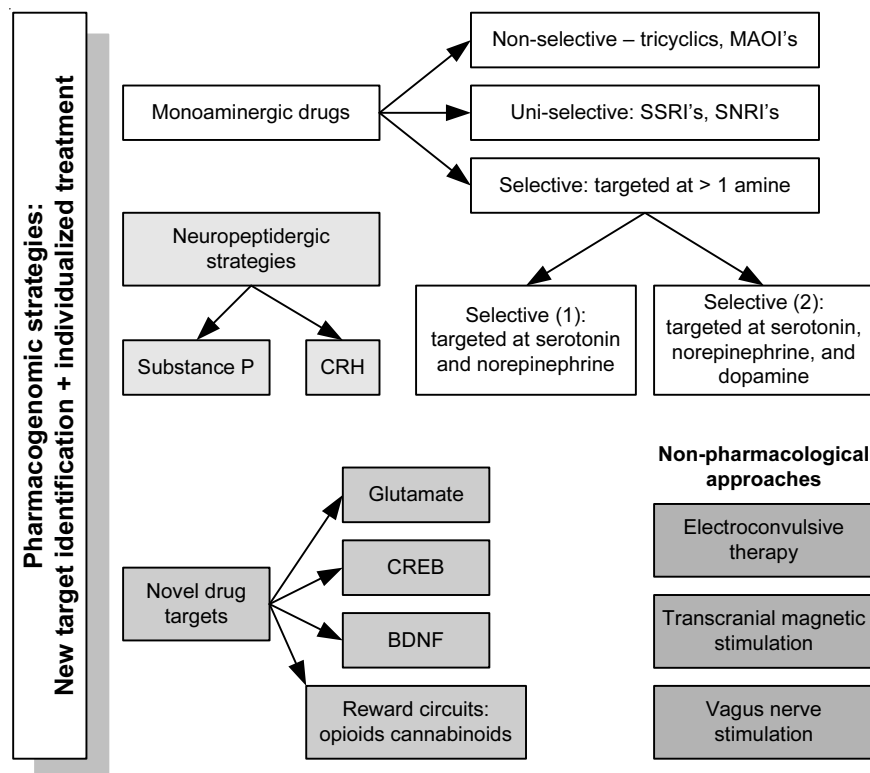 Pharmacogenomic strategies:
New target identification + individualized treatment
Monoaminergic drugs
Non-selective – tricyclics, MAOI's
Uni-selective: SSRI's, SNRI's
Selective: targeted at > 1 amine
Neuropeptidergic
strategies
Substance P
CRH
Selective (1):
targeted at serotonin
and norepinephrine
Selective (2):
targeted at serotonin,
norepinephrine, and
dopamine
Novel drug
targets
Glutamate
CREB
BDNF
Reward circuits:
opioids cannabinoids
Non-pharmacological
approaches
Electroconvulsive
therapy
Transcranial magnetic
stimulation
Vagus nerve
stimulation